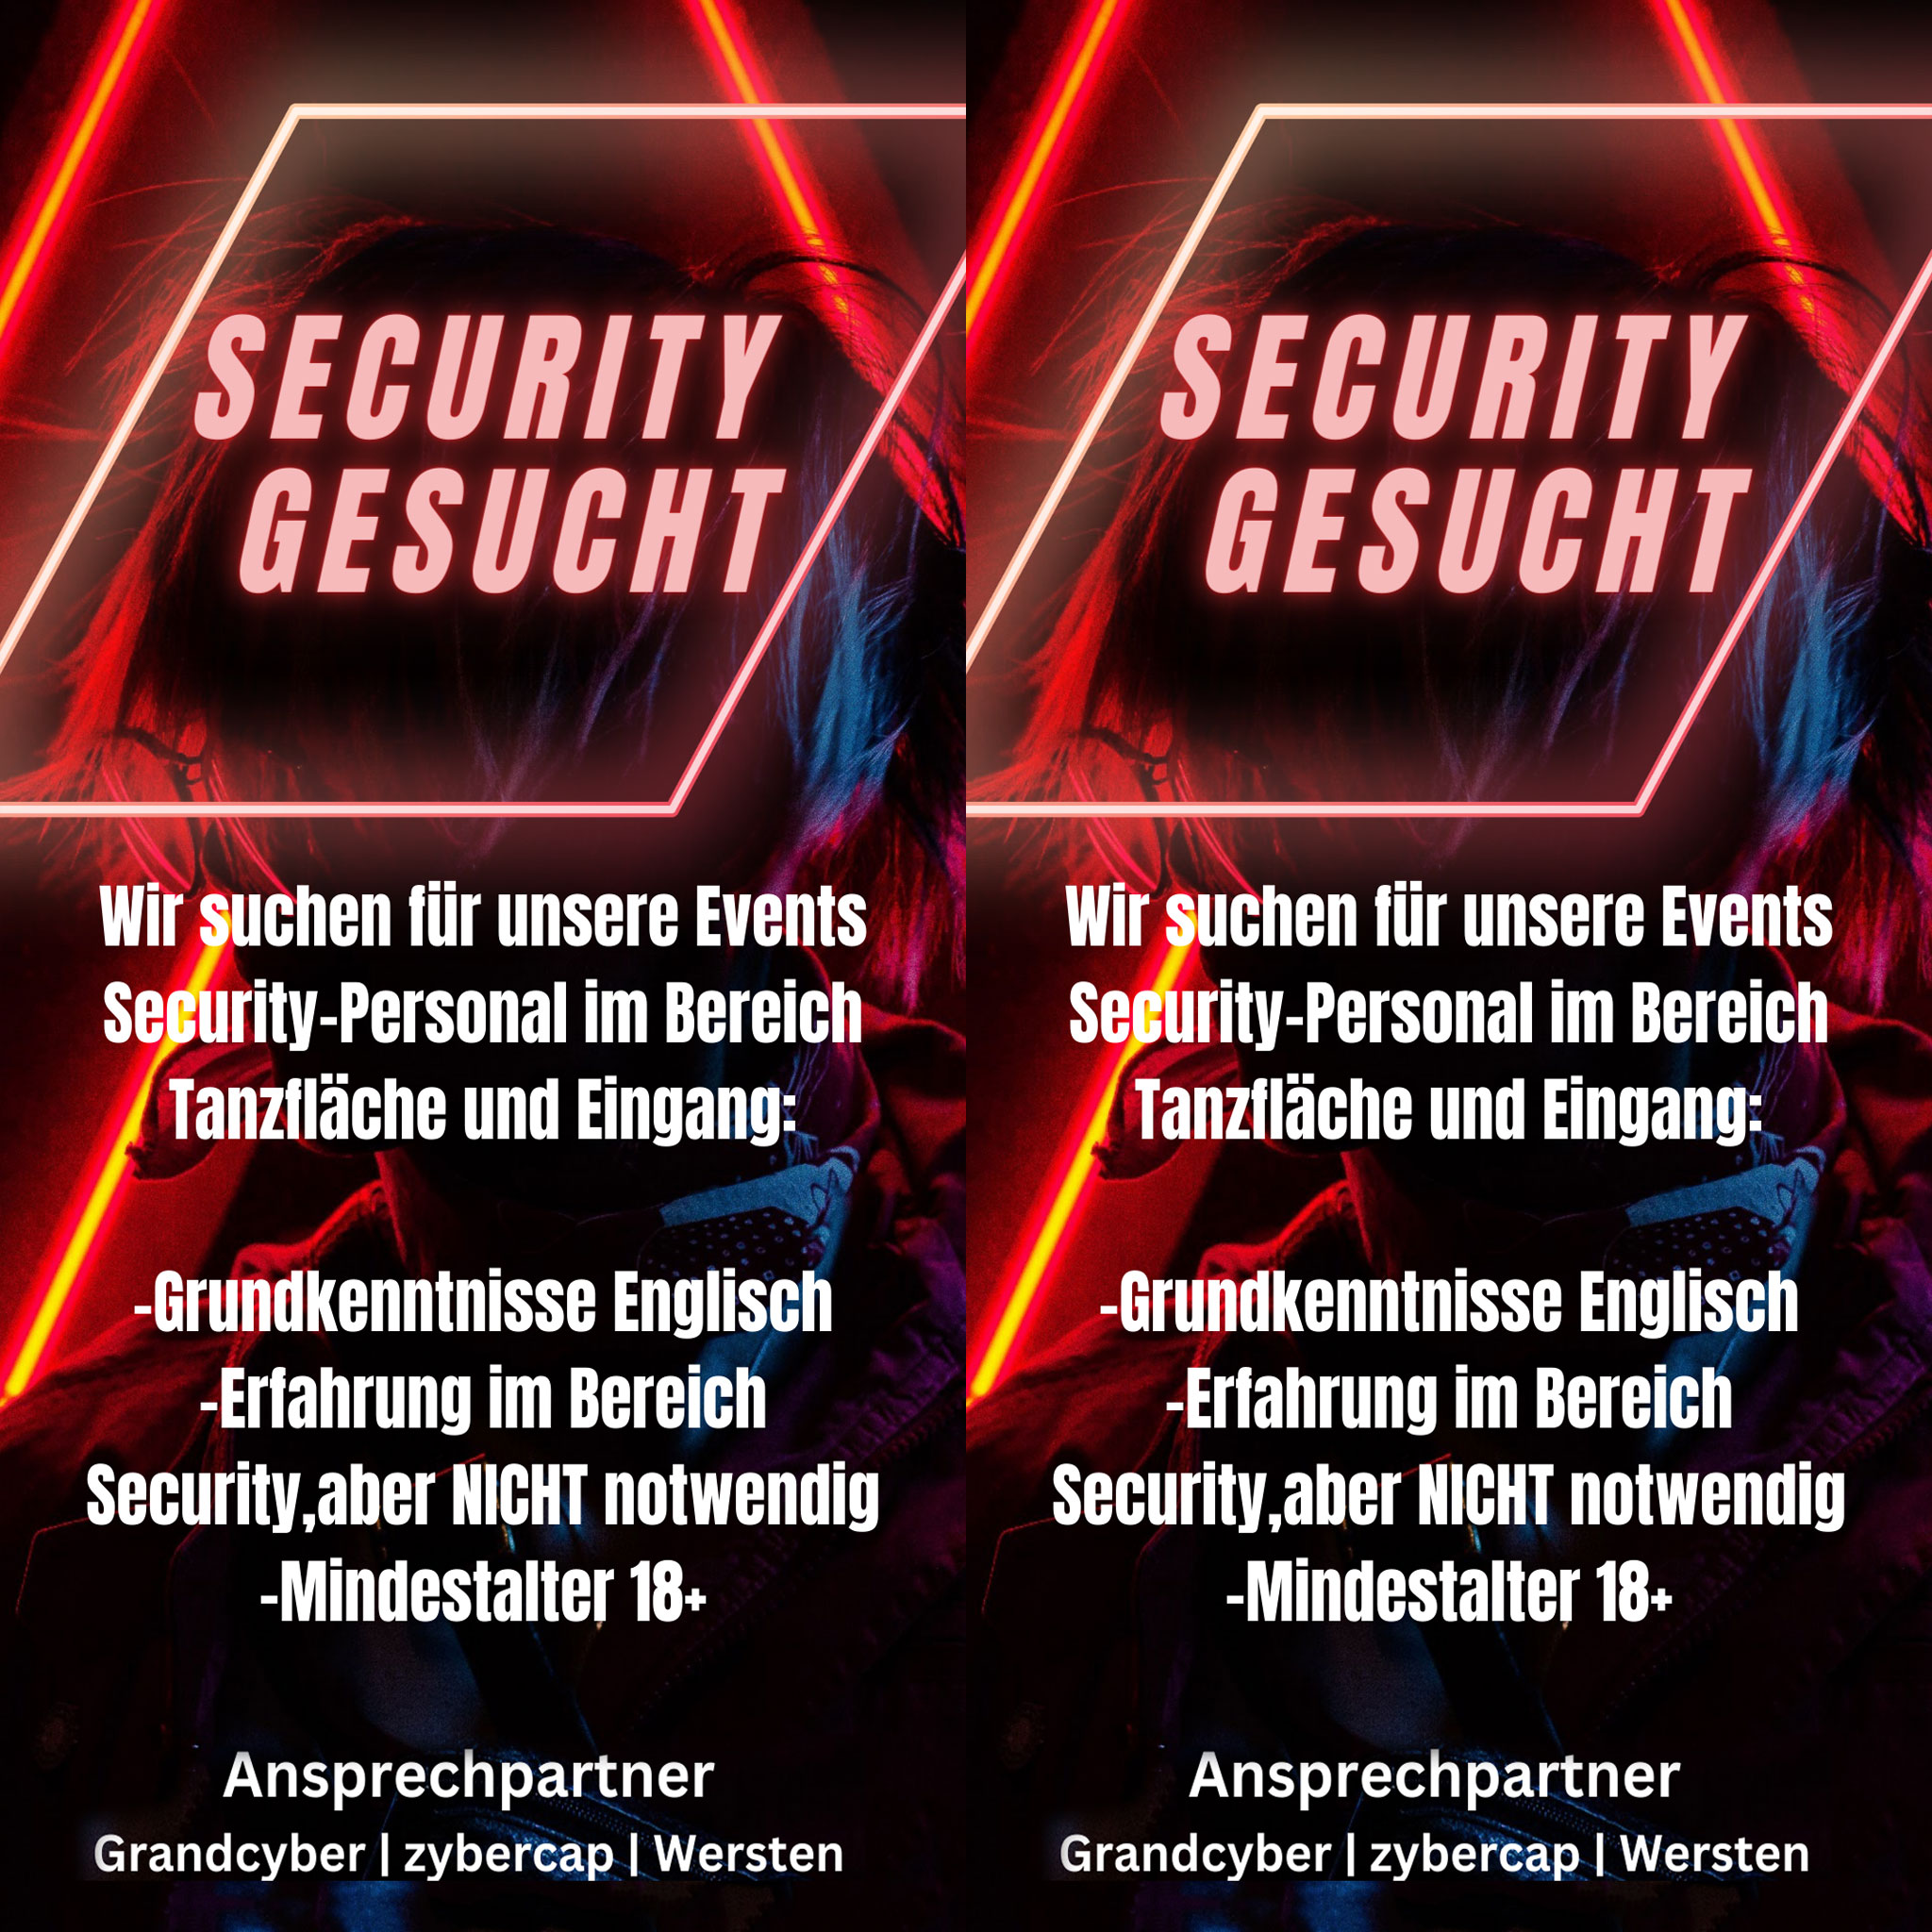 SECURITY
GESUCHT
Wir suchen für unsere Events
Security-Personal im Bereich
Tanzfläche und Eingang:
-Grundkenntnisse Englisch
-Erfahrung im Bereich
Security,aber NICHT notwendig
-Mindestalter 18+
Ansprechpartner
Grandcyber | zybercap | Wersten
SECURITY
GESUCHT
Wir suchen für unsere Events
Security-Personal im Bereich
Tanzfläche und Eingang:
-Grundkenntnisse Englisch
-Erfahrung im Bereich
Security,aber NICHT notwendig
-Mindestalter 18+
Ansprechpartner
Grandcyber | zybercap | Wersten